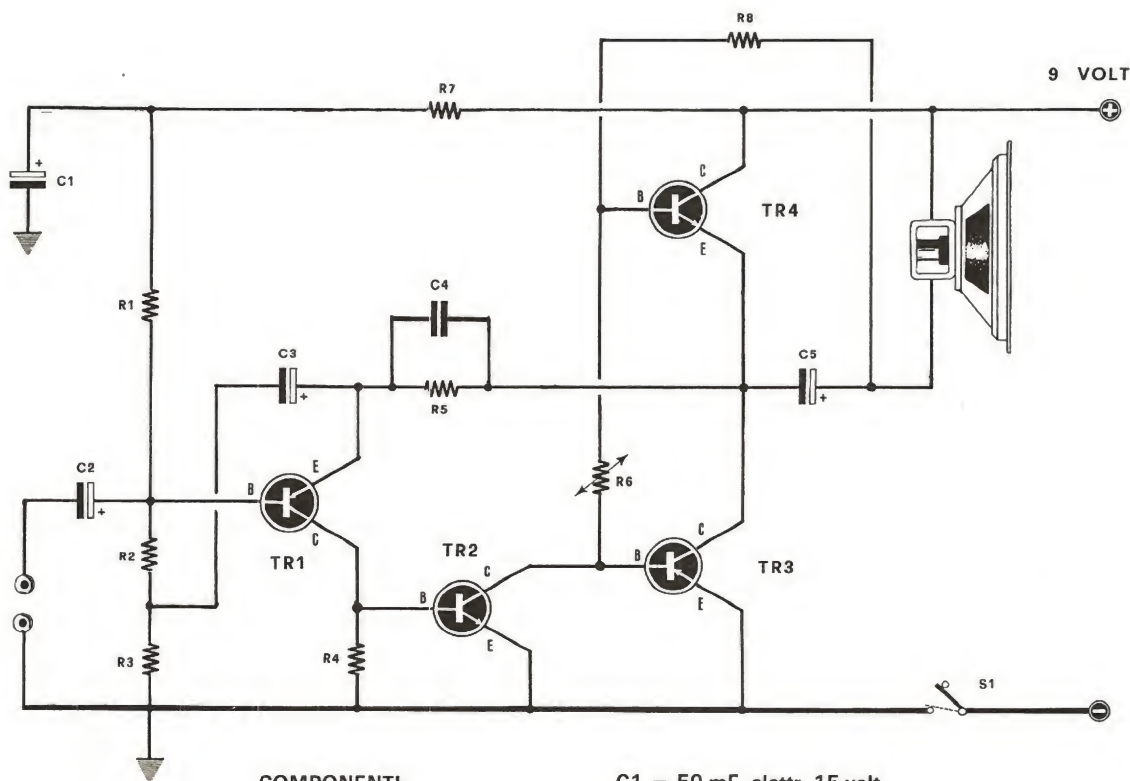 R8
9 VOLT
R7
+
+
C1
B
C
TR4
E
C4
R1
C3
+
R5
C5
+
C2
+
B
E
C
TR1
R6
R2
TR2
B
C
E
B
C
TR3
E
R3
R4
S1
COMPONENTI
C1 = 50 mF elettr. 15 volt